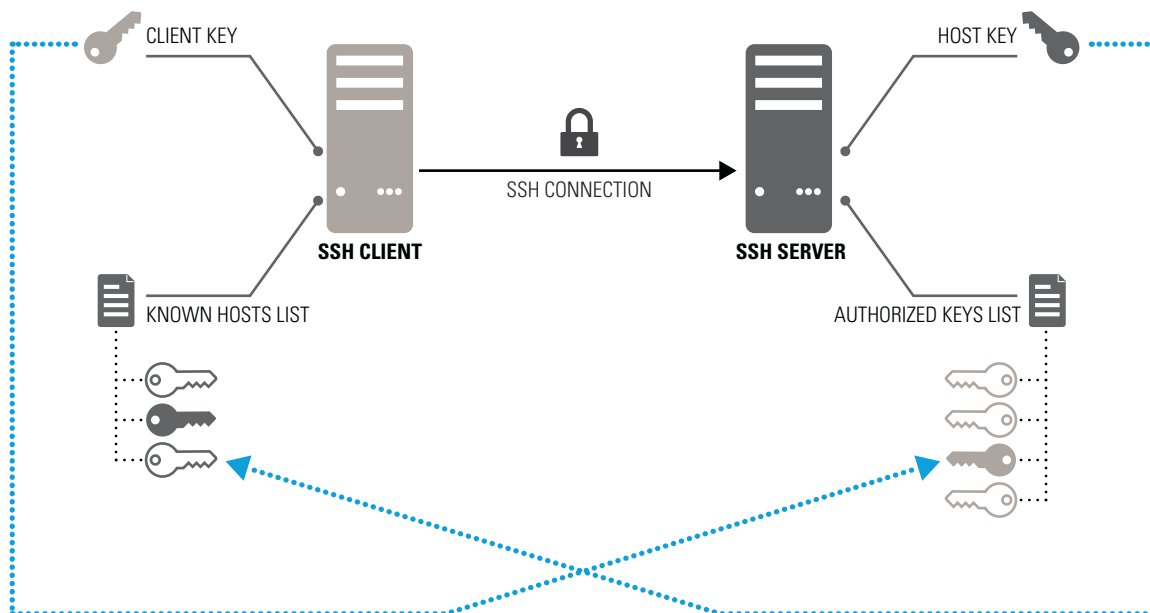 CLIENT KEY
HOST KEY
SSH CONNECTION
SSH CLIENT
SSH SERVER
KNOWN HOSTS LIST
AUTHORIZED KEYS LIST